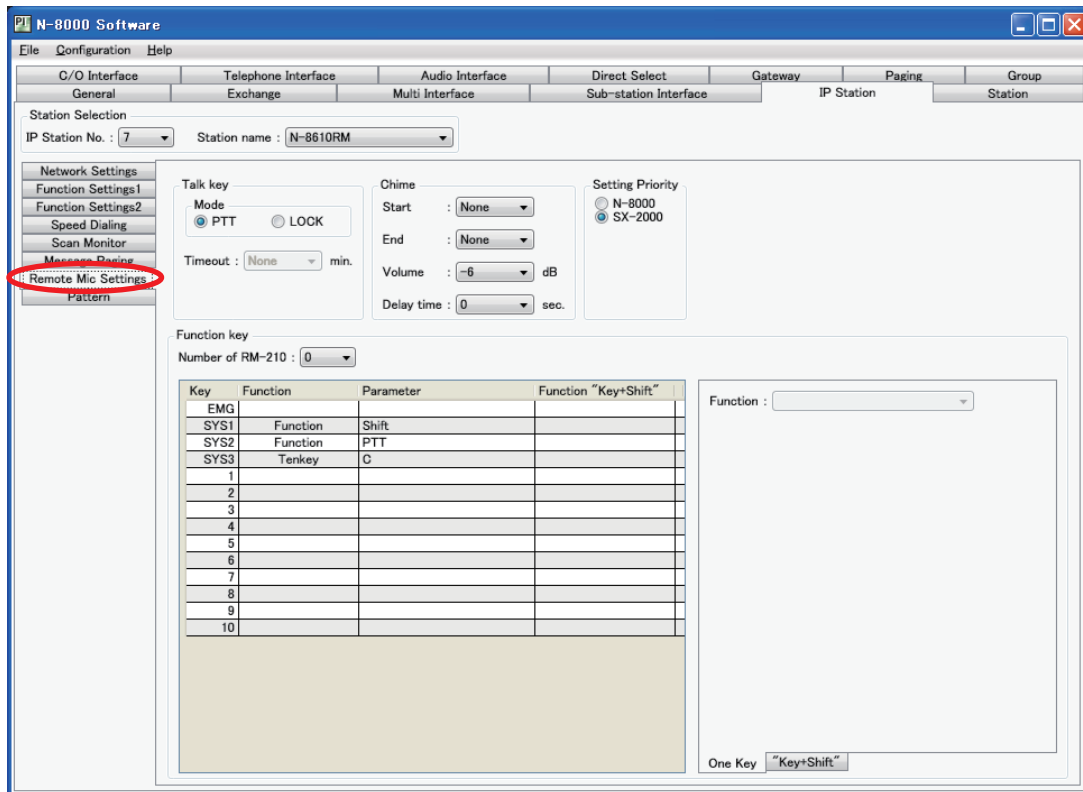 N-8000 Software
File Configuration Help
C/O Interface Telephone Interface Audio Interface Direct Select Gateway Paging Group
General Exchange Multi Interface Sub-station Interface IP Station Station
Station Selection
IP Station No. : 7 Station name : N-8610RM
Network Settings
Function Settings1
Function Settings2
Speed Dialing
Scan Monitor
Message Paging
Remote Mic Settings
Pattern
Talk key
Mode
PTT LOCK
Timeout : None min.
Chime
Start : None
End : None
Volume : -6 dB
Delay time : 0 sec.
Setting Priority
N-8000
SX-2000
Function key
Number of RM-210 : 0
Key Function Parameter Function "Key+Shift"
EMG
SYS1 Function Shift
SYS2 Function PTT
SYS3 Tenkey C
1
2
3
4
5
6
7
8
9
10
Function :
One Key "Key+Shift"